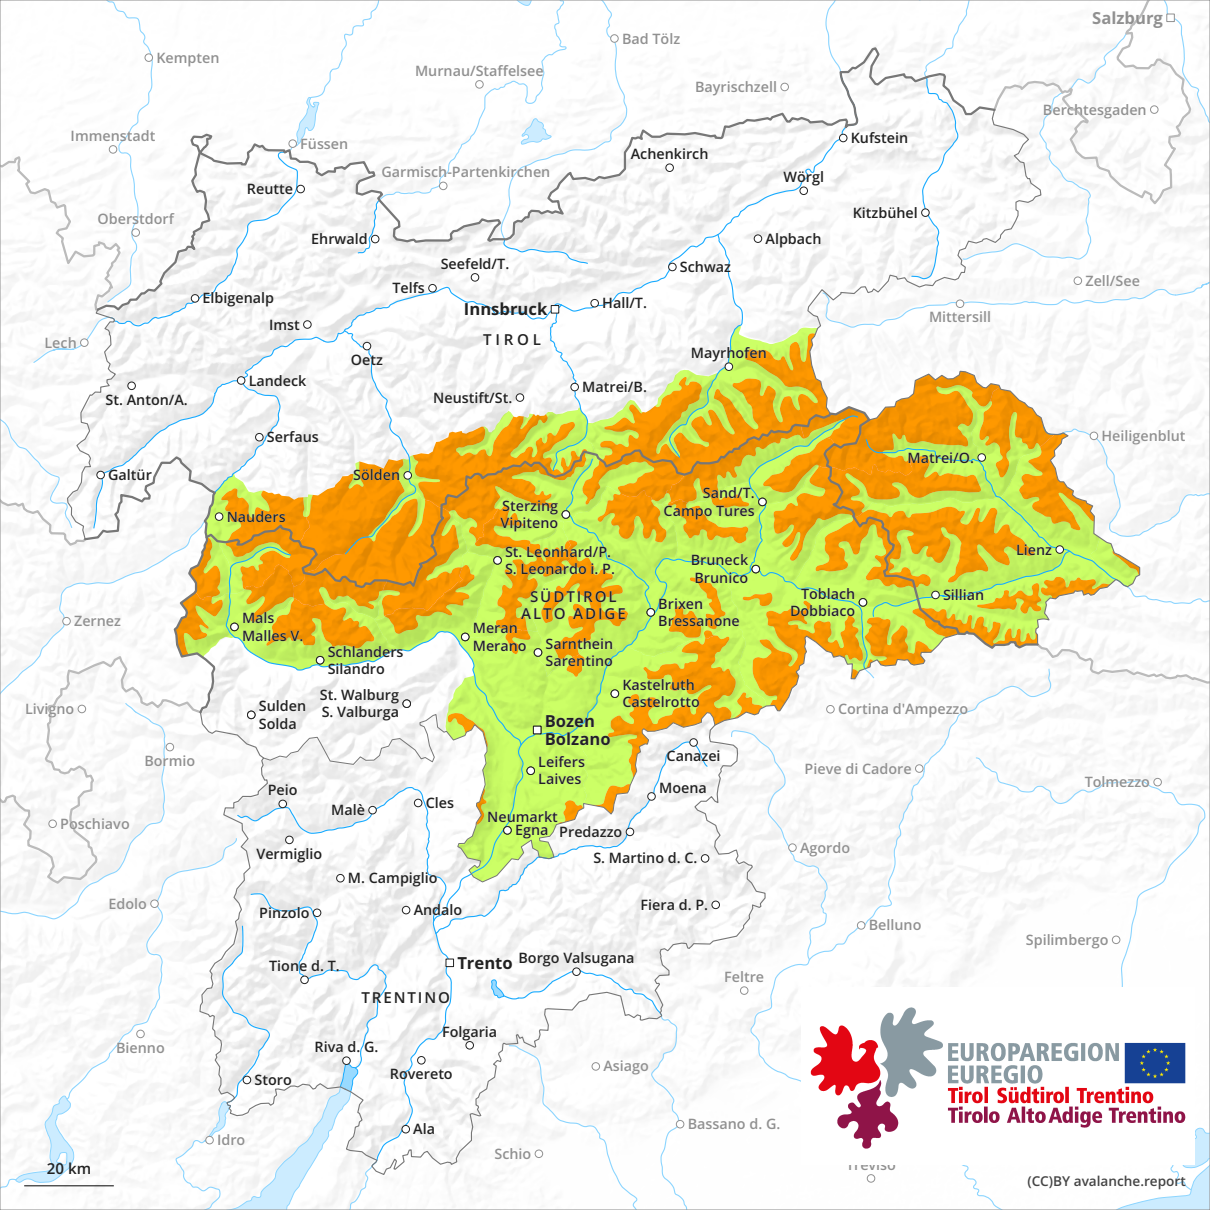 Salzburg
Bad Tölz
Kempten
Murnau/Staffelsee
Bayrischzell
Berchtesgaden
Immenstadt
Füssen
Kufstein
Achenkirch
Garmisch-Partenkirchen
Wörgl
Reutte
Kitzbühel
Oberstdorf
Ehrwald
Alpbach
Seefeld/T.
Schwaz
Zell/See
Telfs
Elbigenalp
Hall/T.
Innsbruck
Mittersill
Imst
TIROL
Lech
Oetz
Mayrhofen
Landeck
Matrei/B.
St. Anton/A.
Neustift/St.
Serfaus
Heiligenblut
Matrei/O.
Galtür
Sölden
Sand/T.
Campo Tures
Sterzing
Vipiteno
Nauders
Lienz
St. Leonhard/P.
S. Leonardo i. P.
Bruneck
Brunico
SÜDTIROL
ALTO ADIGE
Toblach
Dobbiaco
Sillian
Brixen
Bressanone
Mals
Malles V.
Zernez
Meran
Merano
Sarnthein
Sarentino
Schlanders
Silandro
Kastelruth
Castelrotto
St. Walburg
S. Valburga
Sulden
Solda
Livigno
Cortina d'Ampezzo
Bozen
Bolzano
Canazei
Bormio
Leifers
Laives
Pieve di Cadore
Tolmezzo
Peio
Moena
Malè
Cles
Neumarkt
Egna
Predazzo
Poschiavo
Vermiglio
Agordo
S. Martino d. C.
M. Campiglio
Edolo
Pinzolo
Andalo
Fiera d. P.
Belluno
Spilimbergo
Trento
Borgo Valsugana
Tione d. T.
Feltre
TRENTINO
Folgaria
Bienno
Riva d. G.
Rovereto
Asiago
Storo
EUROPAREGION
EUREGIO
Tirol Südtirol Trentino
Tirolo Alto Adige Trentino
Ala
Bassano d. G.
Idro
Schio
Treviso
20 km
(CC)BY avalanche.report